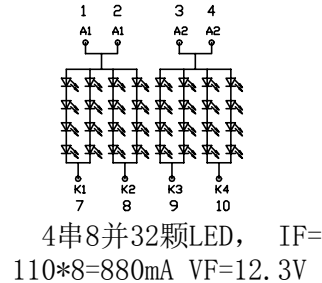 1 2 3 4
A1 A1 A2 A2
K1 K2 K3 K4
7 8 9 10
4串8并32颗LED， IF=
110*8=880mA VF=12.3V